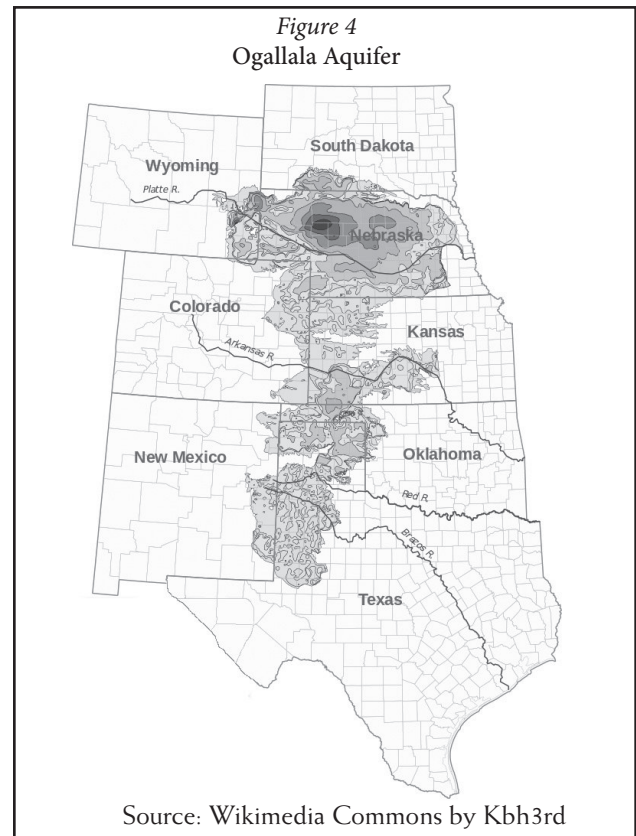 Figure 4
Ogallala Aquifer
South Dakota
Wyoming
Platte R.
Nebraska
Colorado
Kansas
Arkansas R.
New Mexico
Oklahoma
Red R.
Brazos R.
Texas
Source: Wikimedia Commons by Kbh3rd